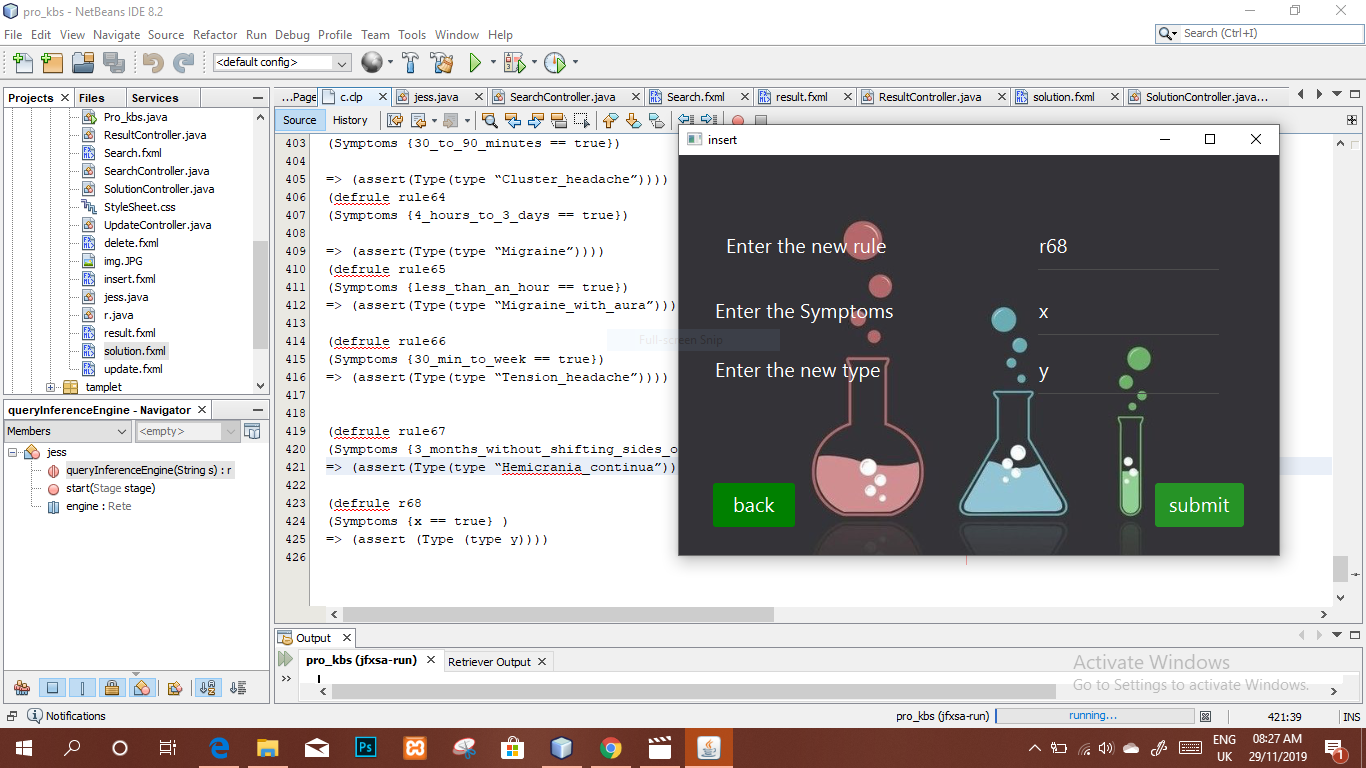 pro_kbs - NetBeans IDE 8.2
File Edit View Navigate Source Refactor Run Debug Profile Team Tools Window Help
Search (Ctrl+I)
<default config>
Projects Files Services
Pro_kbs.java
ResultController.java
Search.fxml
SearchController.java
SolutionController.java
StyleSheet.css
UpdateController.java
delete.fxml
img.JPG
insert.fxml
jess.java
r.java
result.fxml
solution.fxml
update.fxml
tamplet
queryInferenceEngine - Navigator
Members <empty>
jess
queryInferenceEngine(String s) : r
start(Stage stage)
engine : Rete
...Page c.clp jess.java SearchController.java Search.fxml result.fxml ResultController.java solution.fxml SolutionController.java...
Source History
403 (Symptoms {30_to_90_minutes == true})
404
405 => (assert(Type(type “Cluster_headache”))))
406 (defrule rule64
407 (Symptoms {4_hours_to_3_days == true})
408
409 => (assert(Type(type “Migraine”))))
410 (defrule rule65
411 (Symptoms {less_than_an_hour == true})
412 => (assert(Type(type “Migraine_with_aura”)))
413
414 (defrule rule66
415 (Symptoms {30_min_to_week == true})
416 => (assert(Type(type “Tension_headache”))))
417
418
419 (defrule rule67
420 (Symptoms {3_months_without_shifting_sides_o
421 => (assert(Type(type “Hemicrania_continua”))
422
423 (defrule r68
424 (Symptoms {x == true} )
425 => (assert (Type (type y))))
426
Full-screen Snip
insert
Enter the new rule r68
Enter the Symptoms x
Enter the new type y
back submit
Output
pro_kbs (jfxsa-run) Retriever Output
Activate Windows
Go to Settings to activate Windows.
Notifications
pro_kbs (jfxsa-run) running... 421:39 INS
Ps
ENG
UK
08:27 AM
29/11/2019
1